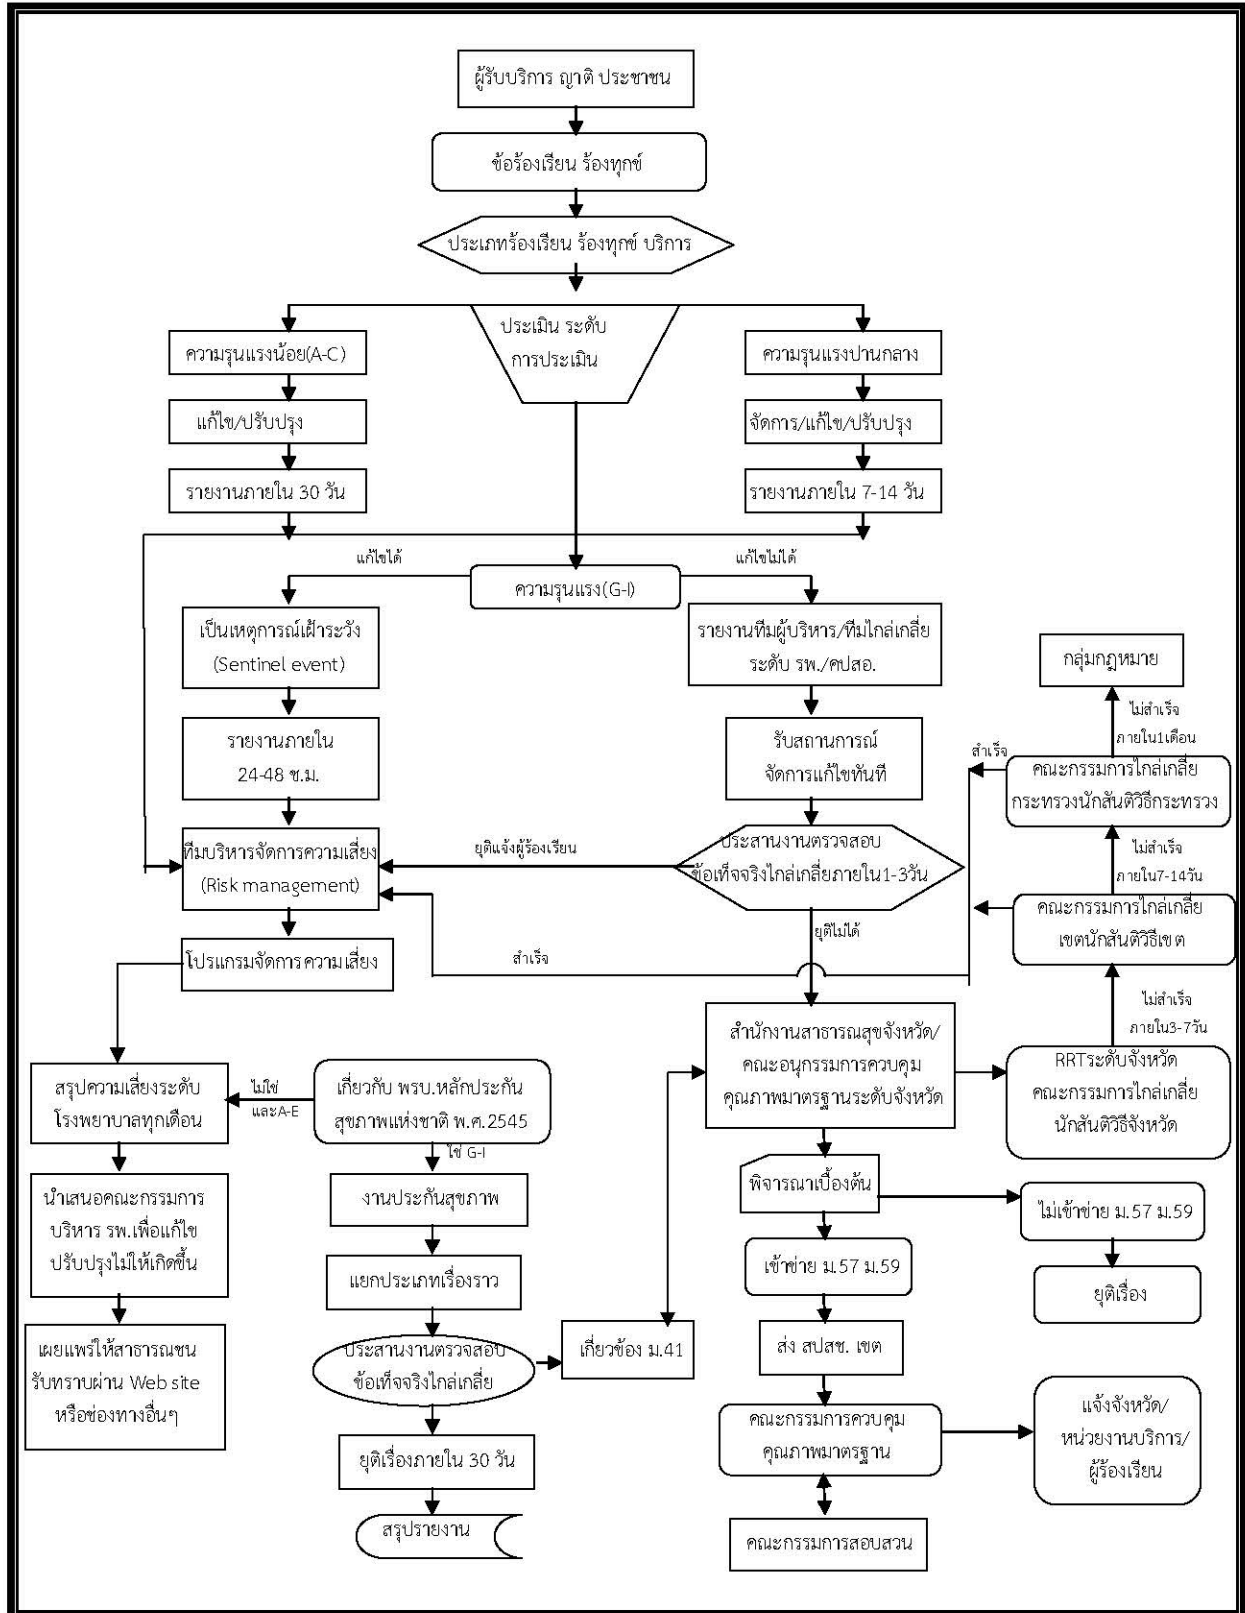 ผู้รับบริการ ญาติ ประชาชน
ข้อร้องเรียน ร้องทุกข์
ประเภทร้องเรียน ร้องทุกข์ บริการ
ประเมิน ระดับ
การประเมิน
ความรุนแรงน้อย(A-C)
แก้ไข/ปรับปรุง
รายงานภายใน 30 วัน
ความรุนแรงปานกลาง
จัดการ/แก้ไข/ปรับปรุง
รายงานภายใน 7-14 วัน
แก้ไขได้
ความรุนแรง(G-I)
แก้ไขไม่ได้
เป็นเหตุการณ์เฝ้าระวัง
(Sentinel event)
รายงานภายใน
24-48 ช.ม.
ทีมบริหารจัดการความเสี่ยง
(Risk management)
โปรแกรมจัดการความเสี่ยง
รายงานทีมผู้บริหาร/ทีมไกล่เกลี่ย
ระดับ รพ./คปสอ.
รับสถานการณ์
จัดการแก้ไขทันที
ประสานงานตรวจสอบ
ข้อเท็จจริงไกล่เกลี่ยภายใน1-3วัน
ยุติแจ้งผู้ร้องเรียน
ยุติไม่ได้
สำเร็จ
กลุ่มกฎหมาย
ไม่สำเร็จ
ภายใน1เดือน
สำเร็จ
คณะกรรมการไกล่เกลี่ย
กระทรวงนักสันติวิธีกระทรวง
ไม่สำเร็จ
ภายใน7-14วัน
คณะกรรมการไกล่เกลี่ย
เขตนักสันติวิธีเขต
ไม่สำเร็จ
ภายใน3-7วัน
RRTระดับจังหวัด
คณะกรรมการไกล่เกลี่ย
นักสันติวิธีจังหวัด
สำนักงานสาธารณสุขจังหวัด/
คณะอนุกรรมการควบคุม
คุณภาพมาตรฐานระดับจังหวัด
สรุปความเสี่ยงระดับ
โรงพยาบาลทุกเดือน
ไม่ใช่
และA-E
เกี่ยวกับ พรบ.หลักประกัน
สุขภาพแห่งชาติ พ.ศ.2545
ใช่ G-I
นำเสนอคณะกรรมการ
บริหาร รพ.เพื่อแก้ไข
ปรับปรุงไม่ให้เกิดขึ้น
เผยแพร่ให้สาธารณชน
รับทราบผ่าน Web site
หรือช่องทางอื่นๆ
งานประกันสุขภาพ
แยกประเภทเรื่องราว
ประสานงานตรวจสอบ
ข้อเท็จจริงไกล่เกลี่ย
เกี่ยวข้อง ม.41
ยุติเรื่องภายใน 30 วัน
สรุปรายงาน
พิจารณาเบื้องต้น
ไม่เข้าข่าย ม.57 ม.59
ยุติเรื่อง
เข้าข่าย ม.57 ม.59
ส่ง สปสช. เขต
คณะกรรมการควบคุม
คุณภาพมาตรฐาน
แจ้งจังหวัด/
หน่วยงานบริการ/
ผู้ร้องเรียน
คณะกรรมการสอบสวน